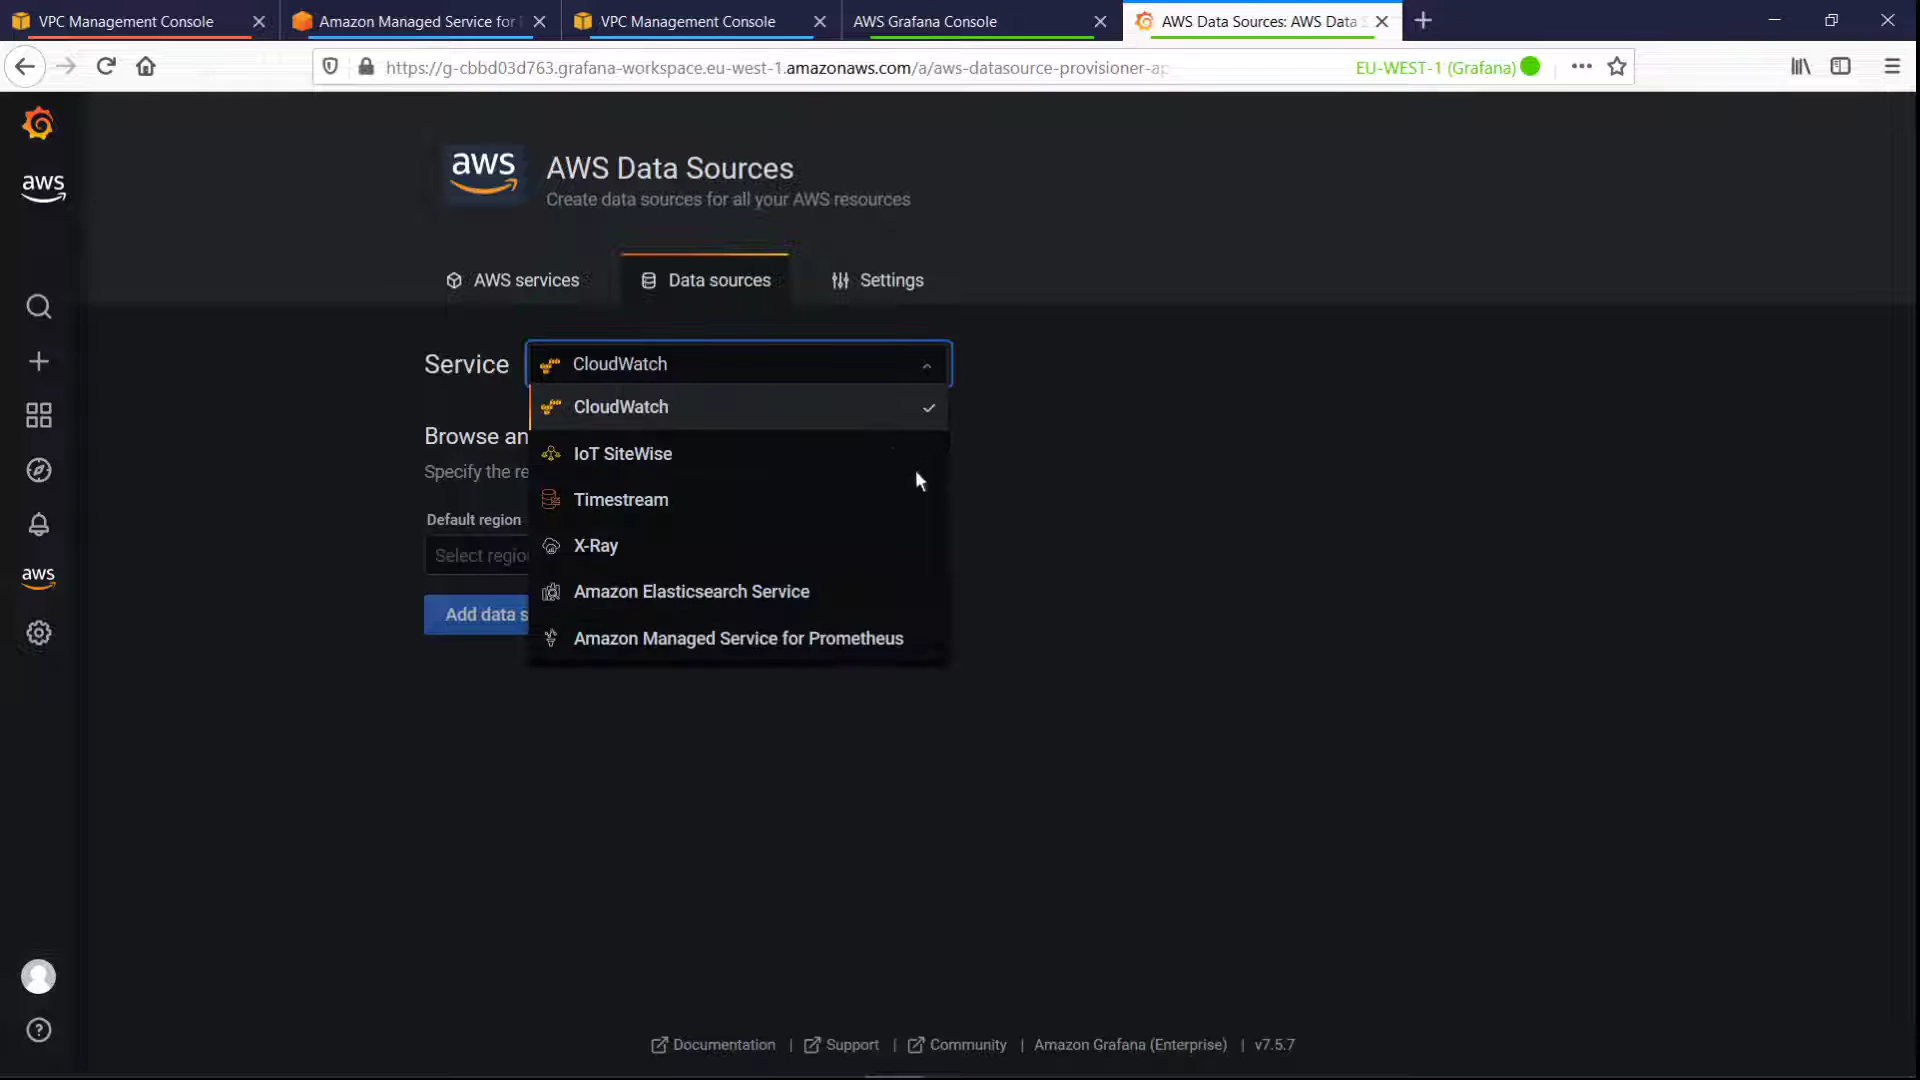 VPC Management Console
Amazon Managed Service for
VPC Management Console
AWS Grafana Console
AWS Data Sources: AWS Data
https://g-cbbd03d763.grafana-workspace.eu-west-1.amazonaws.com/a/aws-datasource-provisioner-ap
EU-WEST-1 (Grafana)
aws
aws
AWS Data Sources
Create data sources for all your AWS resources
AWS services
Data sources
Settings
Service
CloudWatch
CloudWatch
IoT SiteWise
Timestream
X-Ray
Amazon Elasticsearch Service
Amazon Managed Service for Prometheus
Browse an
Specify the re
Default region
Select regio
Add data s
aws
Documentation | Support | Community | Amazon Grafana (Enterprise) | v7.5.7